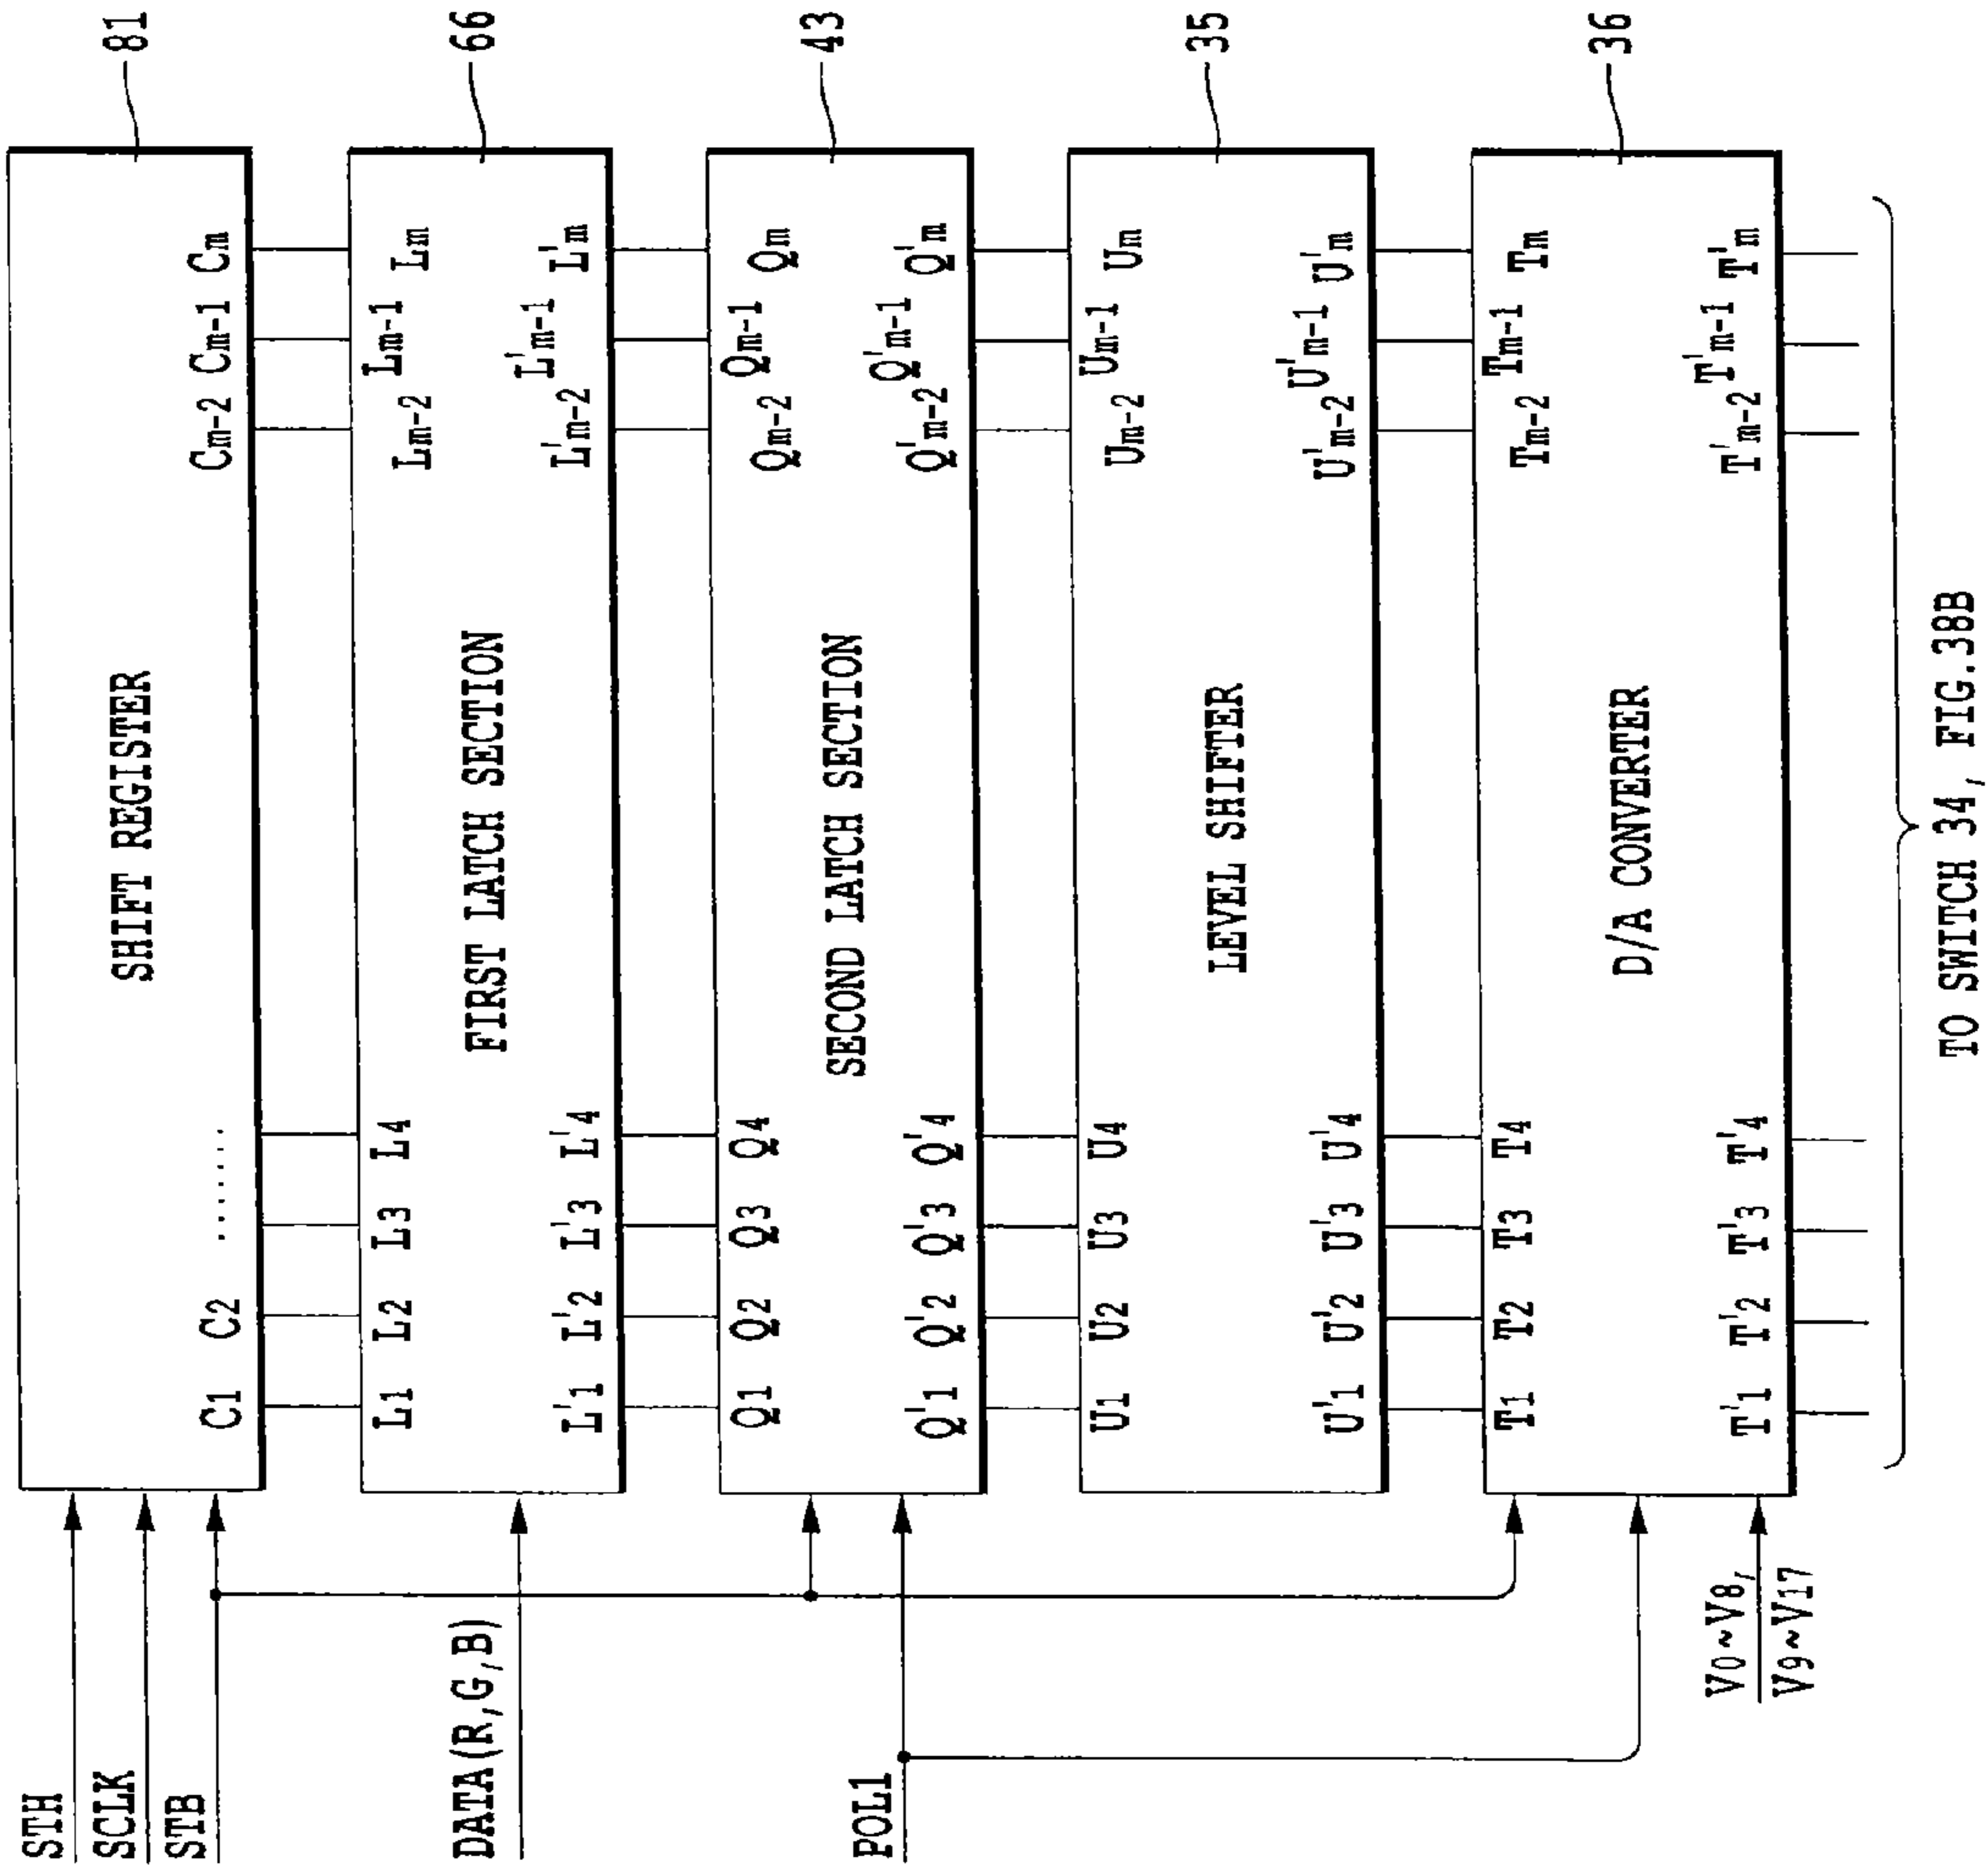 STH
SCLK
STB
SHIFT REGISTER
81
C1 C2 ....... Cm-2 Cm-1 Cm
L1 L2 L3 L4 Lm-2 Lm-1 Lm
DATA(R,G,B)
FIRST LATCH SECTION
66
L'1 L'2 L'3 L'4 L'm-2 L'm-1 L'm
Q1 Q2 Q3 Q4 Qm-2 Qm-1 Qm
SECOND LATCH SECTION
43
POL1
Q'1 Q'2 Q'3 Q'4 Q'm-2 Q'm-1 Q'm
U1 U2 U3 U4 Um-2 Um-1 Um
LEVEL SHIFTER
35
U'1 U'2 U'3 U'4 U'm-2 U'm-1 U'm
T1 T2 T3 T4 Tm-2 Tm-1 Tm
D/A CONVERTER
36
V0~V8,
V9~V17
T'1 T'2 T'3 T'4 T'm-2 T'm-1 T'm
TO SWITCH 34, FIG.38B